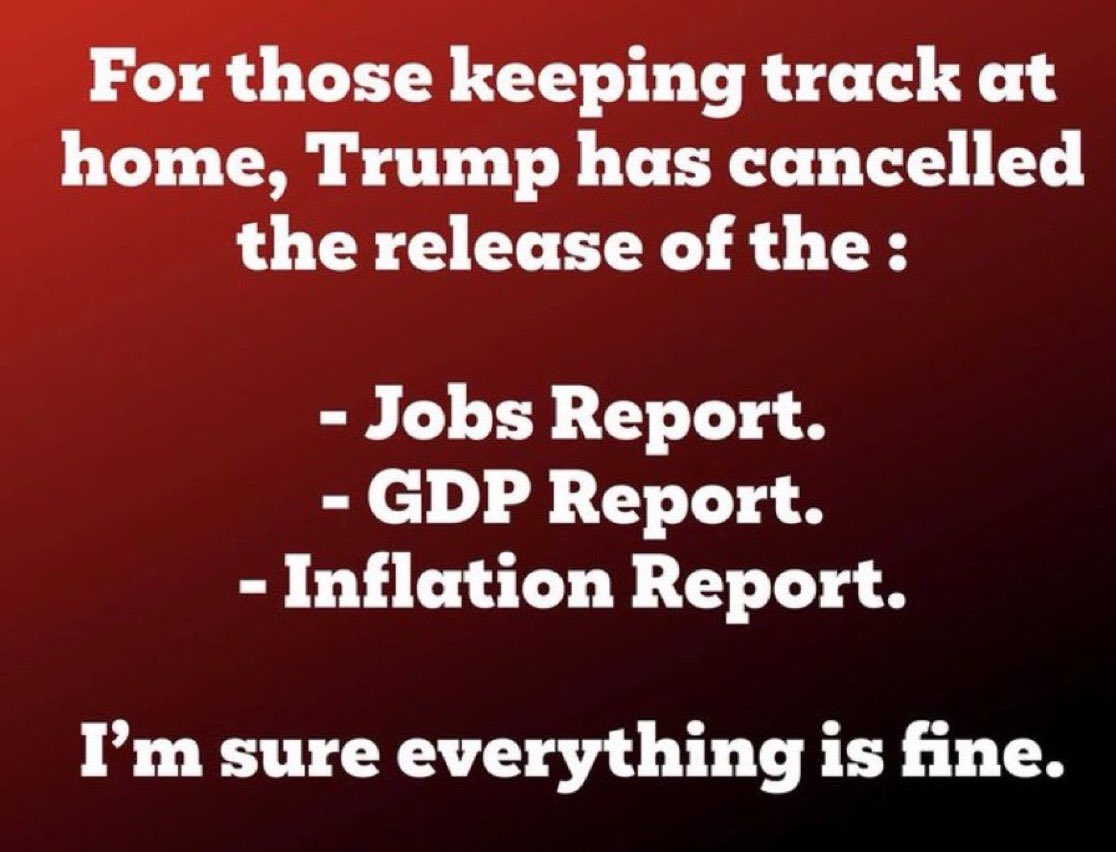 For those keeping track at
home, Trump has cancelled
the release of the :
- Jobs Report.
- GDP Report.
- Inflation Report.
I’m sure everything is fine.